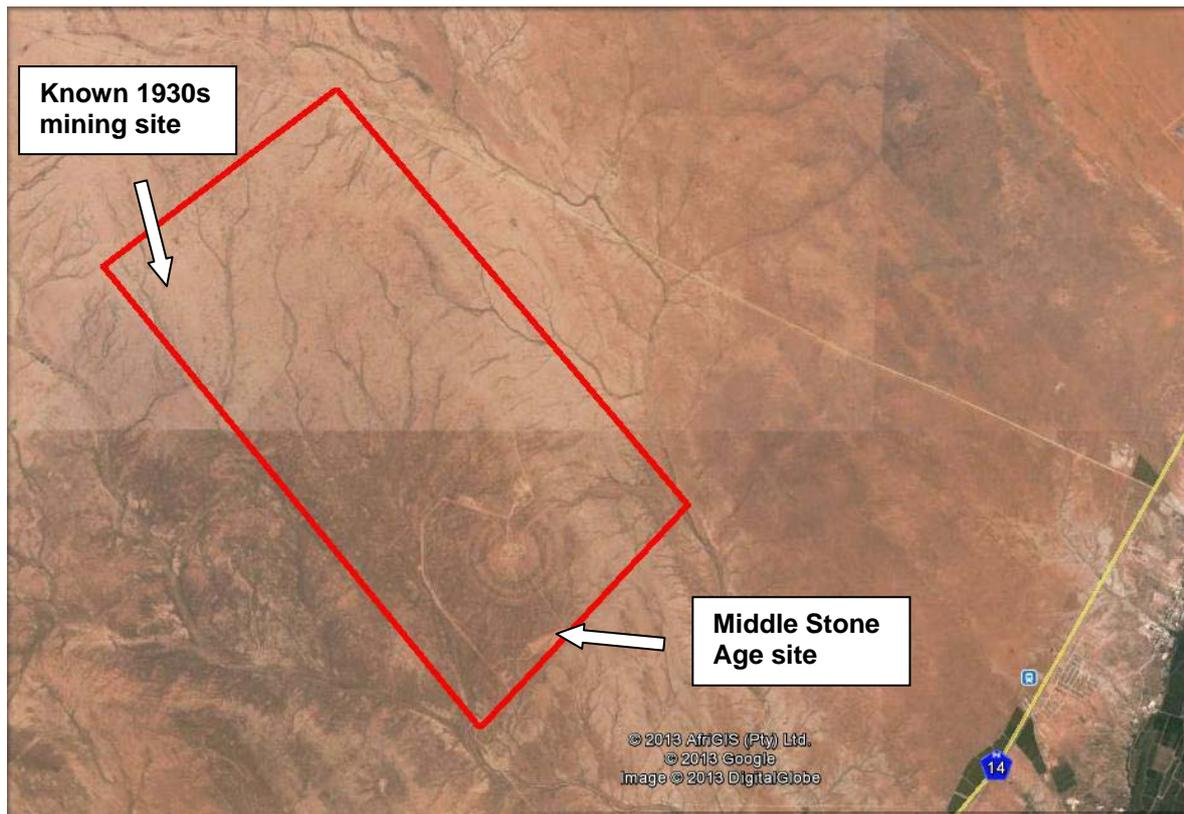 Known 1930s
mining site
Middle Stone
Age site
© 2013 AfriGIS (Pty) Ltd.
© 2013 Google
Image © 2013 DigitalGlobe
N
14